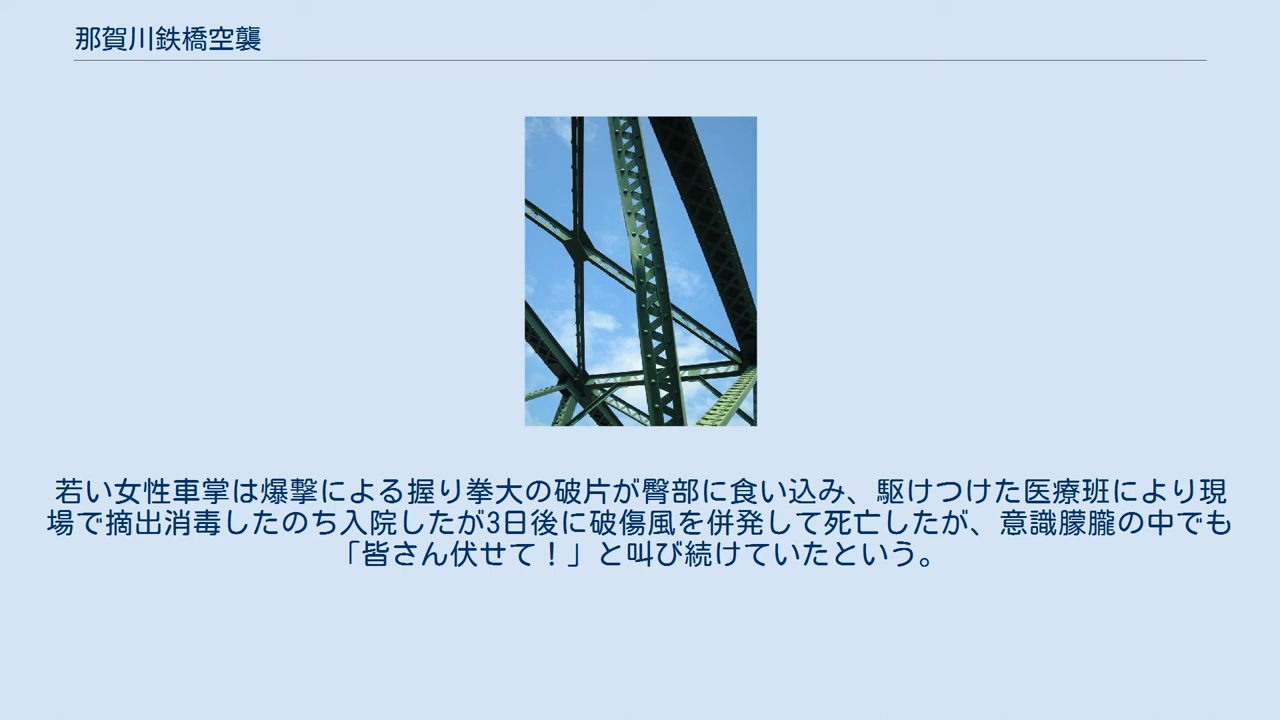 那賀川鉄橋空襲
若い女性車掌は爆撃による握り拳大の破片が臀部に食い込み、駆けつけた医療班により現
場で摘出消毒したのち入院したが3日後に破傷風を併発して死亡したが、意識朦朧の中でも
「皆さん伏せて！」と叫び続けていたという。